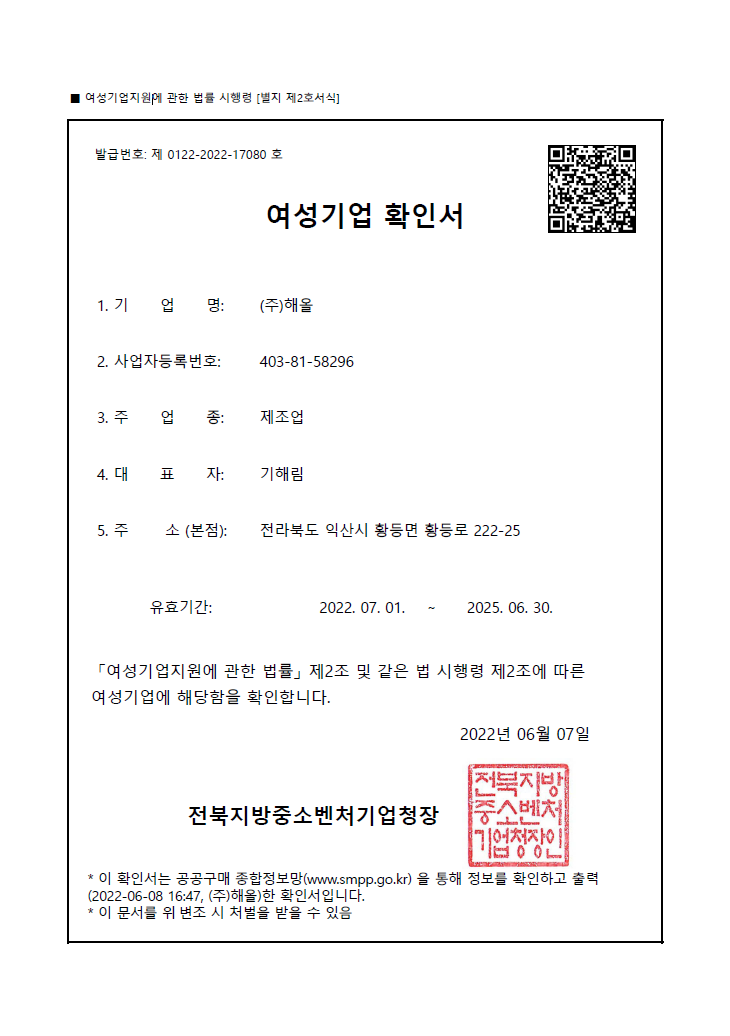 ■ 여성기업지원에 관한 법률 시행령 [별지 제2호서식]
발급번호: 제 0122-2022-17080 호
여성기업 확인서
1. 기 업 명: (주)해올
2. 사업자등록번호: 403-81-58296
3. 주 업 종: 제조업
4. 대 표 자: 기해림
5. 주 소 (본점): 전라북도 익산시 황등면 황등로 222-25
유효기간: 2022. 07. 01. ~ 2025. 06. 30.
「여성기업지원에 관한 법률」제2조 및 같은 법 시행령 제2조에 따른
여성기업에 해당함을 확인합니다.
2022년 06월 07일
전북지방중소벤처기업청장
전북지방
중소벤처
기업청장인
* 이 확인서는 공공구매 종합정보망(www.smpp.go.kr) 을 통해 정보를 확인하고 출력
(2022-06-08 16:47, (주)해올)한 확인서입니다.
* 이 문서를 위 변조 시 처벌을 받을 수 있음